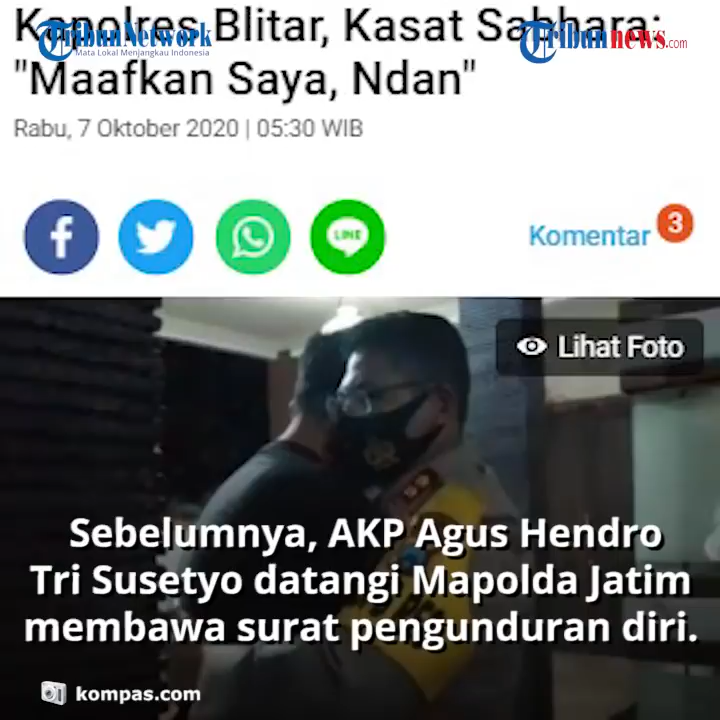 Kapolres Blitar, Kasat Sabhara:
TribunNetwork
Mata Lokal Menjangkau Indonesia
Tribunnews.com
"Maafkan Saya, Ndan"
Rabu, 7 Oktober 2020 | 05:30 WIB
f
LINE
Komentar
3
Lihat Foto
Sebelumnya, AKP Agus Hendro
Tri Susetyo datangi Mapolda Jatim
membawa surat pengunduran diri.
kompas.com